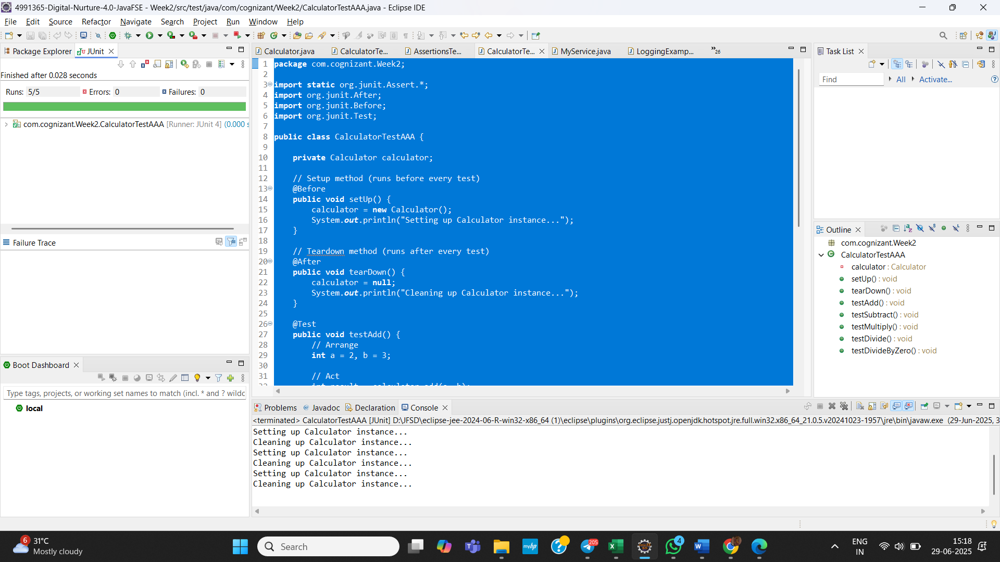 4991365-Digital-Nurture-4.0-JavaFSE - Week2/src/test/java/com/cognizant/Week2/CalculatorTestAAA.java - Eclipse IDE
File Edit Source Refactor Navigate Search Project Run Window Help
Package Explorer JUnit
Finished after 0.028 seconds
Runs: 5/5 Errors: 0 Failures: 0
com.cognizant.Week2.CalculatorTestAAA [Runner: JUnit 4] (0.000 s
Failure Trace
Boot Dashboard
Type tags, projects, or working set names to match (incl. * and ? wildc
local
Calculator.java CalculatorTe... AssertionsTe... CalculatorTe... MyService.java LoggingExamp... 26
1 package com.cognizant.Week2;
2
3 import static org.junit.Assert.*;
4 import org.junit.After;
5 import org.junit.Before;
6 import org.junit.Test;
7
8 public class CalculatorTestAAA {
9
10 private Calculator calculator;
11
12 // Setup method (runs before every test)
13 @Before
14 public void setUp() {
15 calculator = new Calculator();
16 System.out.println("Setting up Calculator instance...");
17 }
18
19 // Teardown method (runs after every test)
20 @After
21 public void tearDown() {
22 calculator = null;
23 System.out.println("Cleaning up Calculator instance...");
24 }
25
26 @Test
27 public void testAdd() {
28 // Arrange
29 int a = 2, b = 3;
30
31 // Act
Problems Javadoc Declaration Console
<terminated> CalculatorTestAAA [JUnit] D:\JFSD\eclipse-jee-2024-06-R-win32-x86_64 (1)\eclipse\plugins\org.eclipse.justj.openjdk.hotspot.jre.full.win32.x86_64_21.0.5.v20241023-1957\jre\bin\javaw.exe (29-Jun-2025, 3
Setting up Calculator instance...
Cleaning up Calculator instance...
Setting up Calculator instance...
Cleaning up Calculator instance...
Setting up Calculator instance...
Cleaning up Calculator instance...
Task List
Find All Activate...
Outline
com.cognizant.Week2
CalculatorTestAAA
calculator : Calculator
setUp() : void
tearDown() : void
testAdd() : void
testSubtract() : void
testMultiply() : void
testDivide() : void
testDivideByZero() : void
6
31°C
Mostly cloudy
Search
myhp
205
4
ENG
IN
15:18
29-06-2025